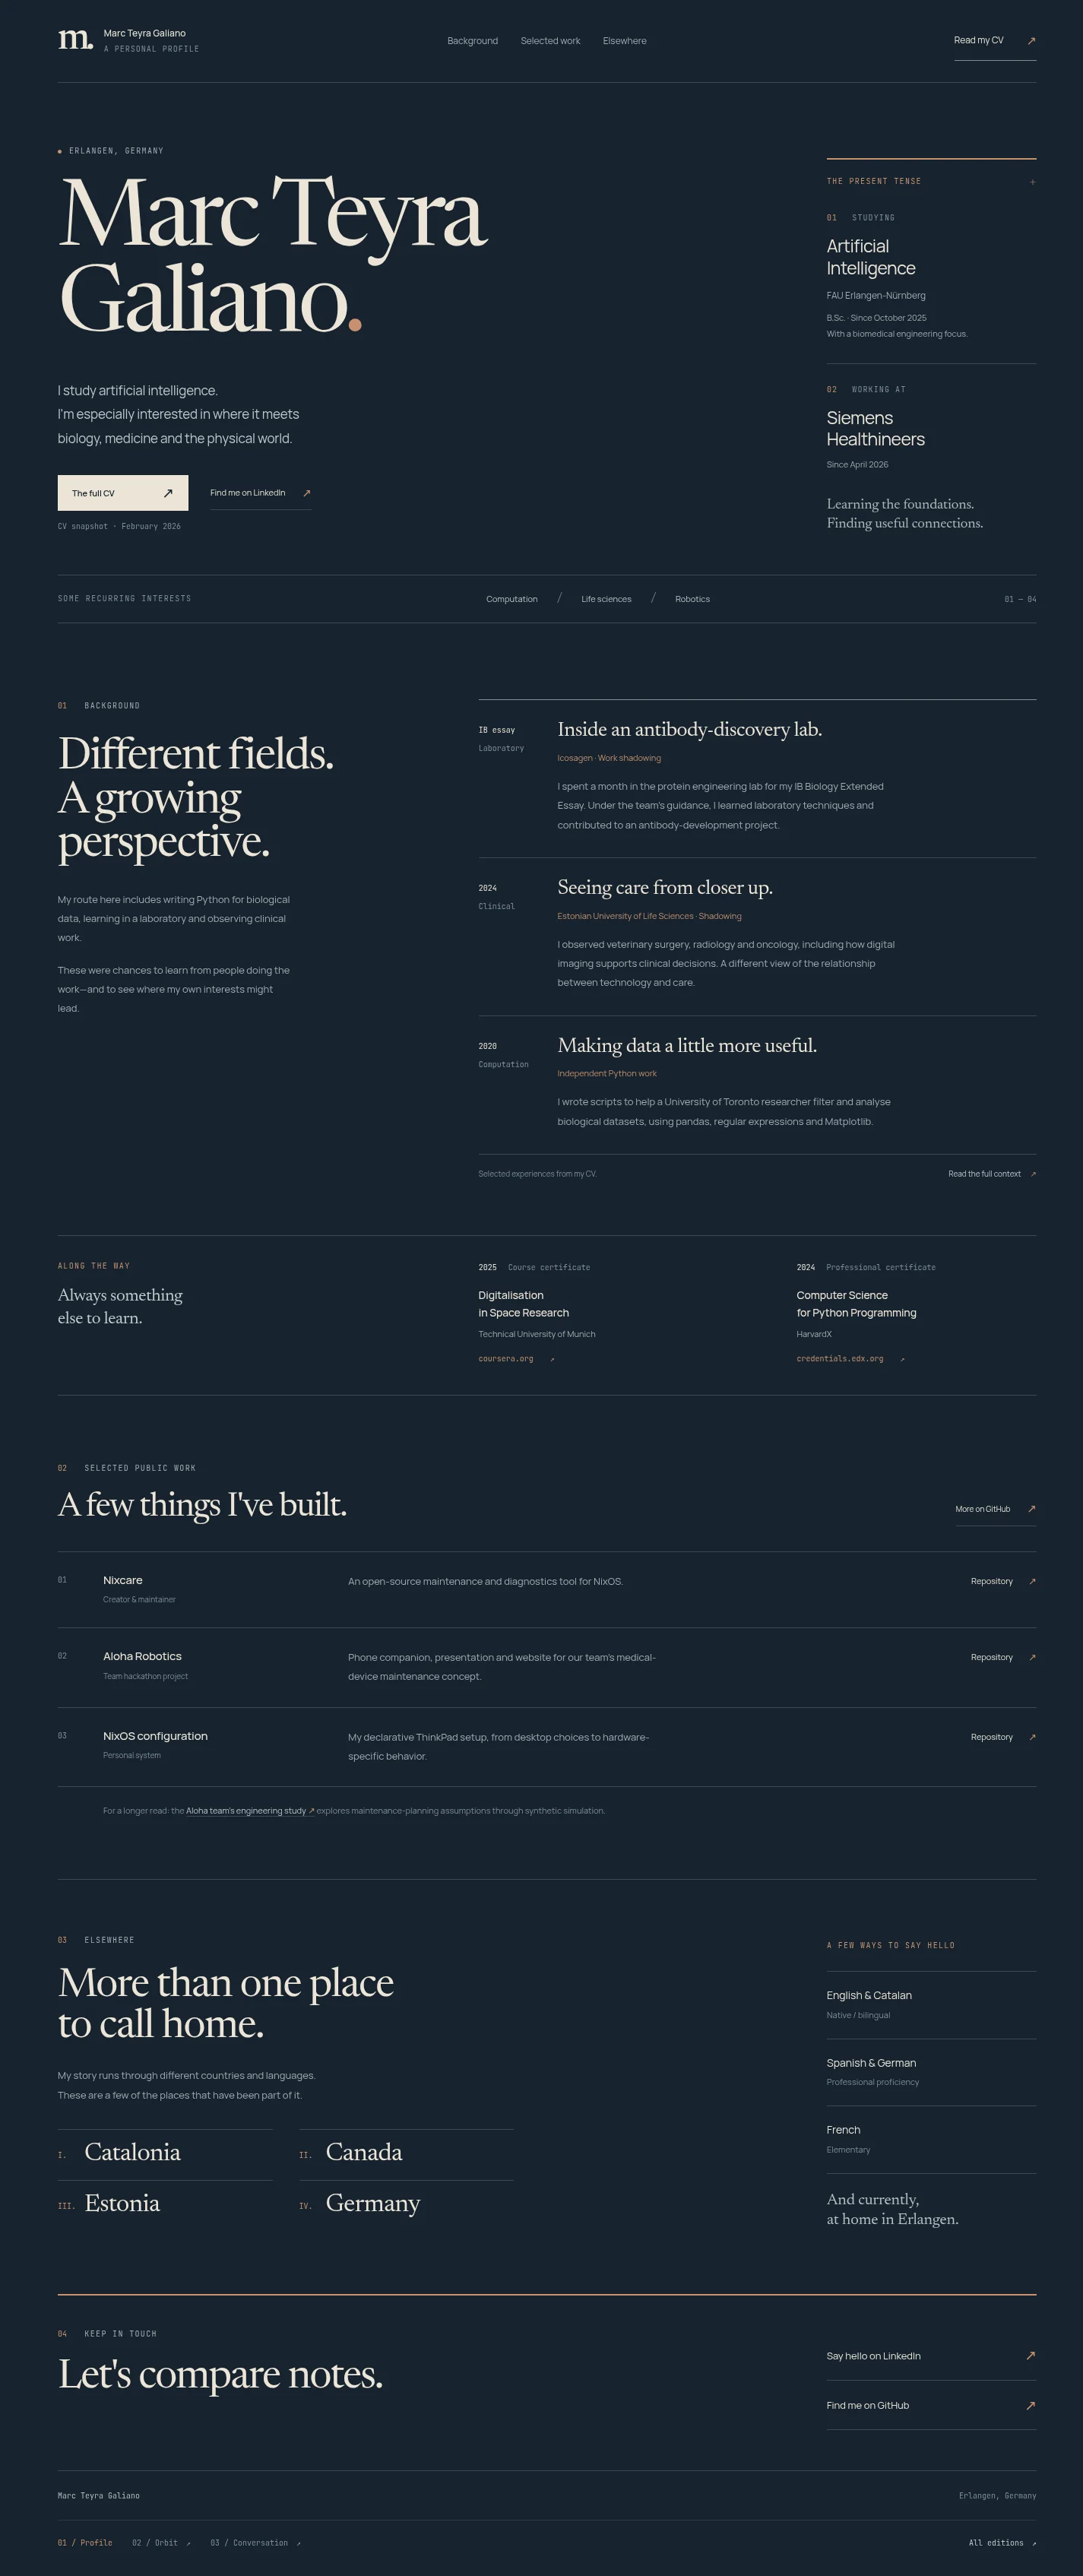 m.
Marc Teyra Galiano
A PERSONAL PROFILE
Background
Selected work
Elsewhere
Read my CV ↗
ERLANGEN, GERMANY
Marc Teyra
Galiano.
I study artificial intelligence.
I'm especially interested in where it meets
biology, medicine and the physical world.
The full CV ↗
Find me on LinkedIn ↗
CV snapshot · February 2026
THE PRESENT TENSE +
01 STUDYING
Artificial
Intelligence
FAU Erlangen-Nürnberg
B.Sc. · Since October 2025
With a biomedical engineering focus.
02 WORKING AT
Siemens
Healthineers
Since April 2026
Learning the foundations.
Finding useful connections.
SOME RECURRING INTERESTS
Computation / Life sciences / Robotics
01 — 04
01 BACKGROUND
Different fields.
A growing
perspective.
My route here includes writing Python for biological
data, learning in a laboratory and observing clinical
work.
These were chances to learn from people doing the
work—and to see where my own interests might
lead.
IB essay
Laboratory
Inside an antibody-discovery lab.
Icosagen · Work shadowing
I spent a month in the protein engineering lab for my IB Biology Extended
Essay. Under the team's guidance, I learned laboratory techniques and
contributed to an antibody-development project.
2024
Clinical
Seeing care from closer up.
Estonian University of Life Sciences · Shadowing
I observed veterinary surgery, radiology and oncology, including how digital
imaging supports clinical decisions. A different view of the relationship
between technology and care.
2020
Computation
Making data a little more useful.
Independent Python work
I wrote scripts to help a University of Toronto researcher filter and analyse
biological datasets, using pandas, regular expressions and Matplotlib.
Selected experiences from my CV.
Read the full context ↗
ALONG THE WAY
Always something
else to learn.
2025 Course certificate
Digitalisation
in Space Research
Technical University of Munich
coursera.org ↗
2024 Professional certificate
Computer Science
for Python Programming
HarvardX
credentials.edx.org ↗
02 SELECTED PUBLIC WORK
A few things I've built.
More on GitHub ↗
01
Nixcare
Creator & maintainer
An open-source maintenance and diagnostics tool for NixOS.
Repository ↗
02
Aloha Robotics
Team hackathon project
Phone companion, presentation and website for our team's medical-
device maintenance concept.
Repository ↗
03
NixOS configuration
Personal system
My declarative ThinkPad setup, from desktop choices to hardware-
specific behavior.
Repository ↗
For a longer read: the Aloha team's engineering study ↗ explores maintenance-planning assumptions through synthetic simulation.
03 ELSEWHERE
More than one place
to call home.
My story runs through different countries and languages.
These are a few of the places that have been part of it.
I. Catalonia
II. Canada
III. Estonia
IV. Germany
A FEW WAYS TO SAY HELLO
English & Catalan
Native / bilingual
Spanish & German
Professional proficiency
French
Elementary
And currently,
at home in Erlangen.
04 KEEP IN TOUCH
Let's compare notes.
Say hello on LinkedIn ↗
Find me on GitHub ↗
Marc Teyra Galiano
Erlangen, Germany
01 / Profile
02 / Orbit ↗
03 / Conversation ↗
All editions ↗